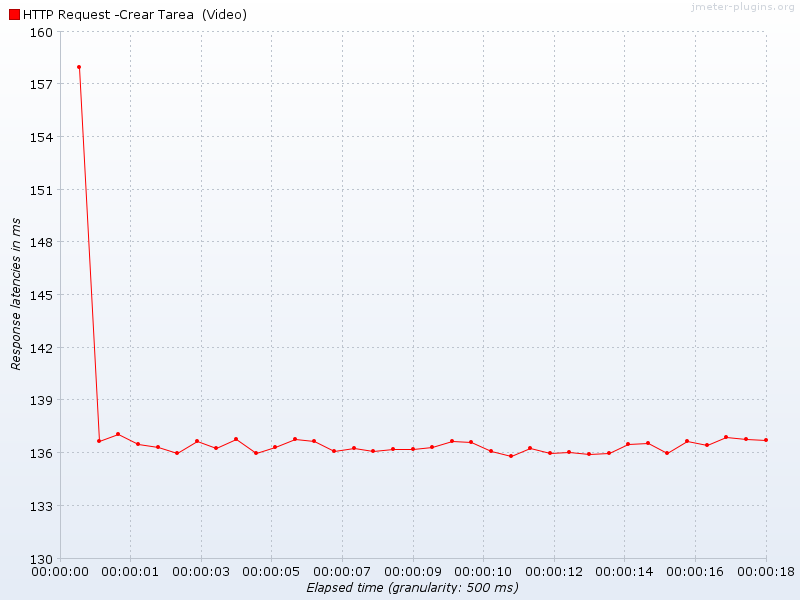 jmeter-plugins.org
HTTP Request -Crear Tarea  (Video)
160
157
154
151
148
145
142
139
136
133
130
Response latencies in ms
00:00:00 00:00:01 00:00:03 00:00:05 00:00:07 00:00:09 00:00:10 00:00:12 00:00:14 00:00:16 00:00:18
Elapsed time (granularity: 500 ms)